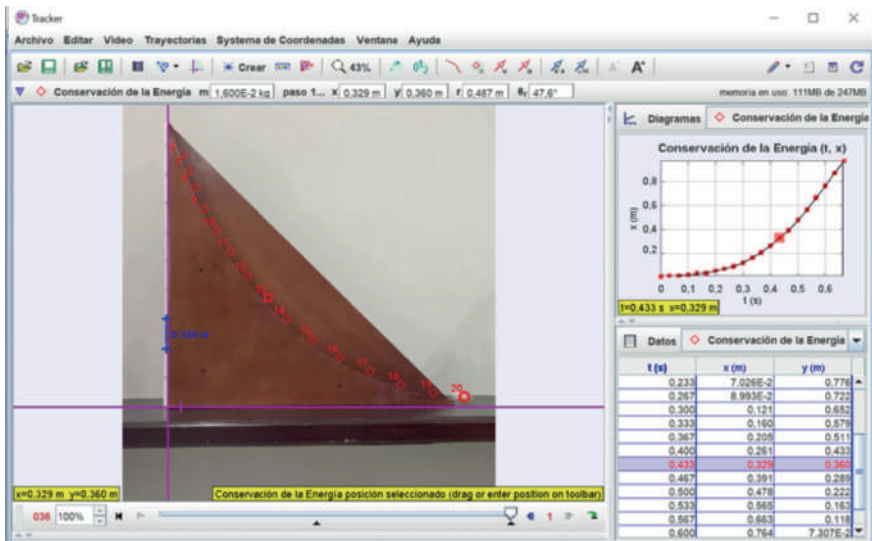 Tracker
Archivo Editar Video Trayectorias Systema de Coordenadas Ventana Ayuda
Crear 43%
Conservación de la Energía m 1,600E-2 kg paso 1... x 0,329 m y 0,360 m r 0,487 m θr 47,6°
memoria en uso: 111MB de 247MB
Diagramas Conservación de la Energía
Conservación de la Energía (t, x)
x (m)
0,8
0,6
0,4
0,2
0 0,1 0,2 0,3 0,4 0,5 0,6
t (s)
t=0,433 s x=0,329 m
Datos Conservación de la Energía
t (s) x (m) y (m)
0,233 7,026E-2 0,776
0,267 8,993E-2 0,722
0,300 0,121 0,652
0,333 0,160 0,579
0,367 0,205 0,511
0,400 0,261 0,433
0,433 0,329 0,360
0,467 0,391 0,289
0,500 0,478 0,222
0,533 0,565 0,163
0,567 0,663 0,118
0,600 0,764 7,307E-2
19
20
x=0,329 m y=0,360 m
Conservación de la Energía posición seleccionado (drag or enter position on toolbar)
036 100% 1